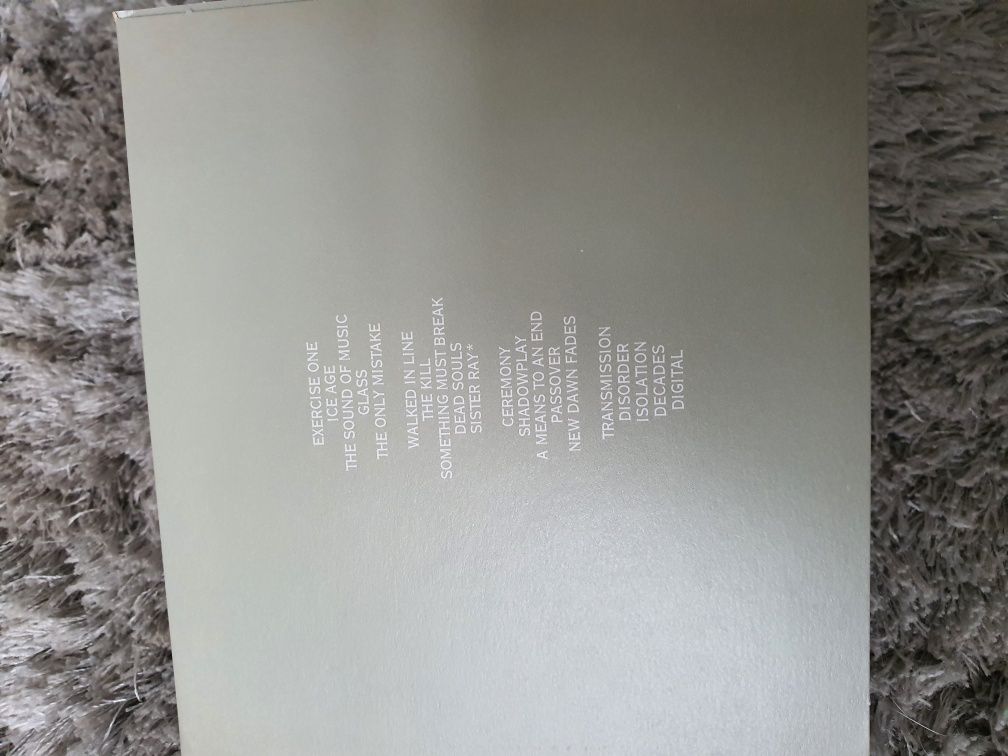 EXERCISE ONE
ICE AGE
THE SOUND OF MUSIC
GLASS
THE ONLY MISTAKE
WALKED IN LINE
THE KILL
SOMETHING MUST BREAK
DEAD SOULS
SISTER RAY*
CEREMONY
SHADOWPLAY
A MEANS TO AN END
PASSOVER
NEW DAWN FADES
TRANSMISSION
DISORDER
ISOLATION
DECADES
DIGITAL